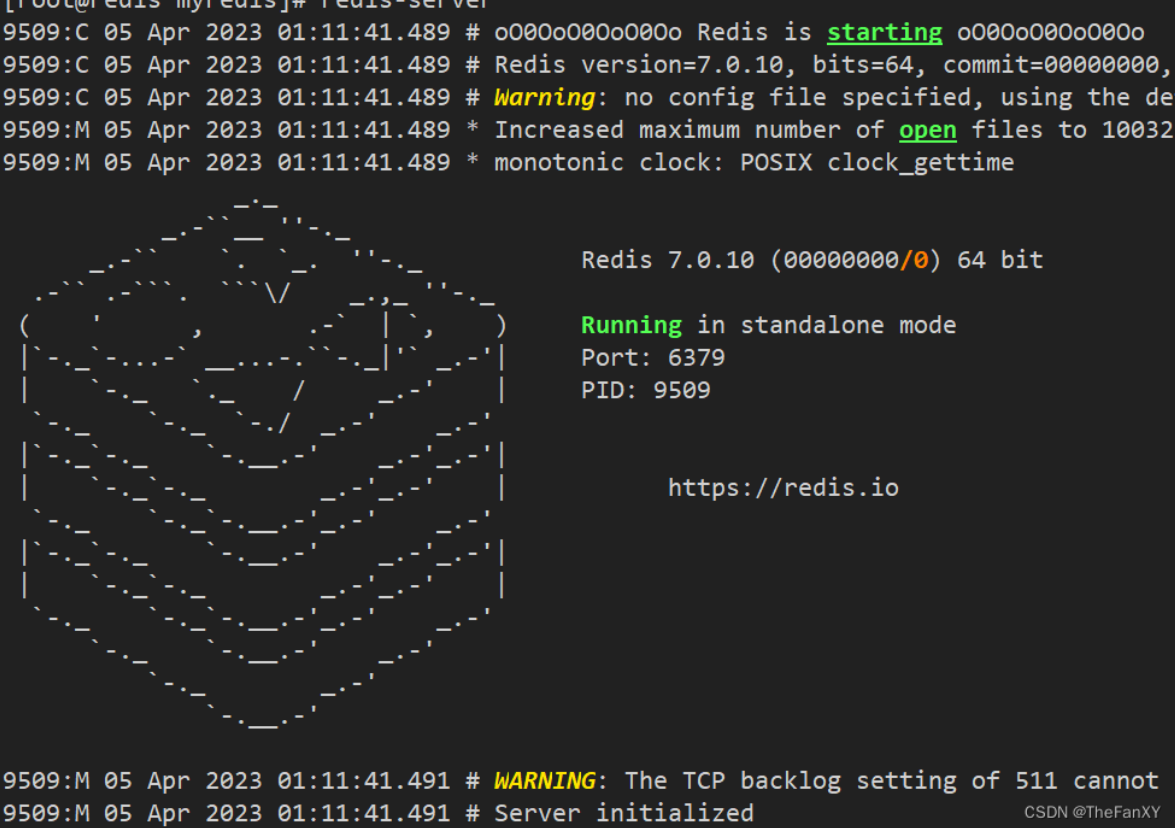 [root@redis myredis]# redis-server
9509:C 05 Apr 2023 01:11:41.489 # oO0OoO0OoO0Oo Redis is starting oO0OoO0OoO0Oo
9509:C 05 Apr 2023 01:11:41.489 # Redis version=7.0.10, bits=64, commit=00000000,
9509:C 05 Apr 2023 01:11:41.489 # Warning: no config file specified, using the de
9509:M 05 Apr 2023 01:11:41.489 * Increased maximum number of open files to 10032
9509:M 05 Apr 2023 01:11:41.489 * monotonic clock: POSIX clock_gettime
Redis 7.0.10 (00000000/0) 64 bit
Running in standalone mode
Port: 6379
PID: 9509
https://redis.io
9509:M 05 Apr 2023 01:11:41.491 # WARNING: The TCP backlog setting of 511 cannot
9509:M 05 Apr 2023 01:11:41.491 # Server initialized
CSDN @TheFanXY